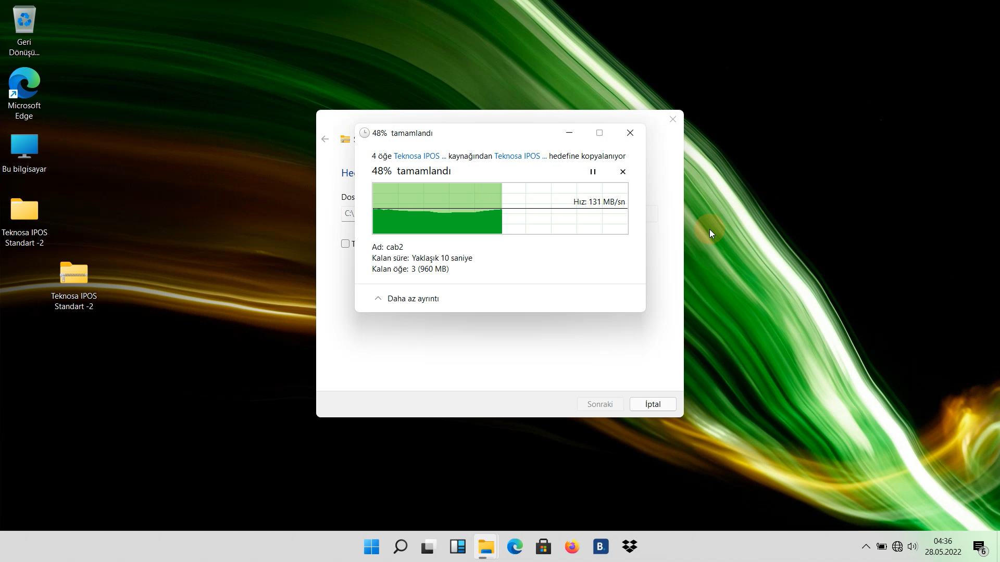 Geri
Dönüşü...
Microsoft
Edge
Bu bilgisayar
Teknosa IPOS
Standart -2
Teknosa IPOS
Standart -2
48% tamamlandı
4 öğe Teknosa IPOS ... kaynağından Teknosa IPOS ... hedefine kopyalanıyor
48% tamamlandı
Hız: 131 MB/sn
Dos
C:\
Ad: cab2
Kalan süre: Yaklaşık 10 saniye
Kalan öğe: 3 (960 MB)
Daha az ayrıntı
Sonraki
İptal
B.
04:36
28.05.2022
6